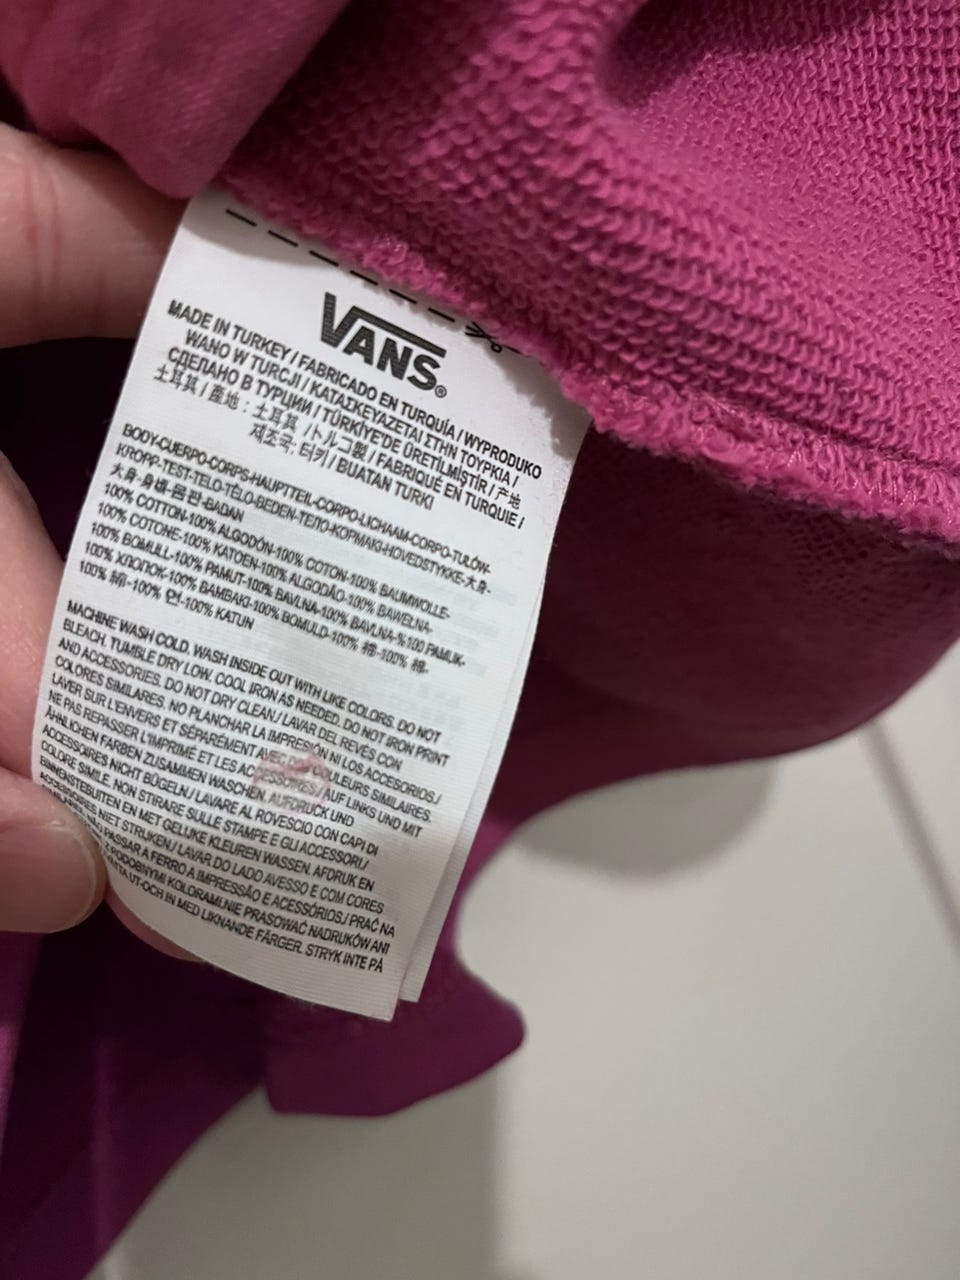 VANS®
MADE IN TURKEY / FABRICADO EN TURQUÍA / WYPRODUKO
WANO W TURCJI / ΚΑΤΑΣΚΕΥΑΖΕΤΑΙ ΣΤΗΝ ΤΟΥΡΚΙΑ /
СДЕЛАНО В ТУРЦИИ / TÜRKİYE'DE ÜRETİLMİŞTİR / 产地
土耳其 / 產地：土耳其 /トルコ製 / FABRIQUÉ EN TURQUIE /
제조국: 터키 / BUATAN TURKI
BODY-CUERPO-CORPS-HAUPTTEIL-CORPO-LICHAAM-CORPO-TUŁÓW-
KROPP-TEST-TELO-TĚLO-BEDEN-ТЕЛО-ΚΟΡΜΑΚΙ-HOVEDSTYKKE-大身-
大身-身頃-몸판-BADAN
100% COTTON-100% ALGODÓN-100% COTON-100% BAUMWOLLE-
100% COTONE-100% KATOEN-100% ALGODÃO-100% BAWEŁNA-
100% BOMULL-100% PAMUT-100% BAVLNA-100% BAVLNA-%100 PAMUK-
100% ХЛОПОК-100% ΒΑΜΒΑΚΙ-100% BOMULD-100% 棉-100% 棉-
100% 綿-100% 면-100% KATUN
MACHINE WASH COLD. WASH INSIDE OUT WITH LIKE COLORS. DO NOT
BLEACH. TUMBLE DRY LOW. COOL IRON AS NEEDED. DO NOT IRON PRINT
AND ACCESSORIES. DO NOT DRY CLEAN./ LAVAR DEL REVÉS CON
COLORES SIMILARES. NO PLANCHAR LA IMPRESIÓN NI LOS ACCESORIOS./
LAVER SUR L'ENVERS ET SÉPARÉMENT AVEC DES COULEURS SIMILAIRES.
NE PAS REPASSER L'IMPRIMÉ ET LES ACCESSOIRES./ AUF LINKS UND MIT
ÄHNLICHEN FARBEN ZUSAMMEN WASCHEN. AUFDRUCK UND
ACCESSOIRES NICHT BÜGELN./ LAVARE AL ROVESCIO CON CAPI DI
COLORE SIMILE. NON STIRARE SULLE STAMPE E GLI ACCESSORI./
BINNENSTEBUITEN EN MET GELIJKE KLEUREN WASSEN. AFDRUK EN
ACCESSOIRES NIET STRIJKEN./ LAVAR DO LADO AVESSO E COM CORES
PASSAR A FERRO A IMPRESSÃO E ACESSÓRIOS./ PRAĆ NA
Z PODOBNYMI KOLORAMI.NIE PRASOWAĆ NADRUKÓW ANI
UT-OCH IN MED LIKNANDE FÄRGER. STRYK INTE PÅ